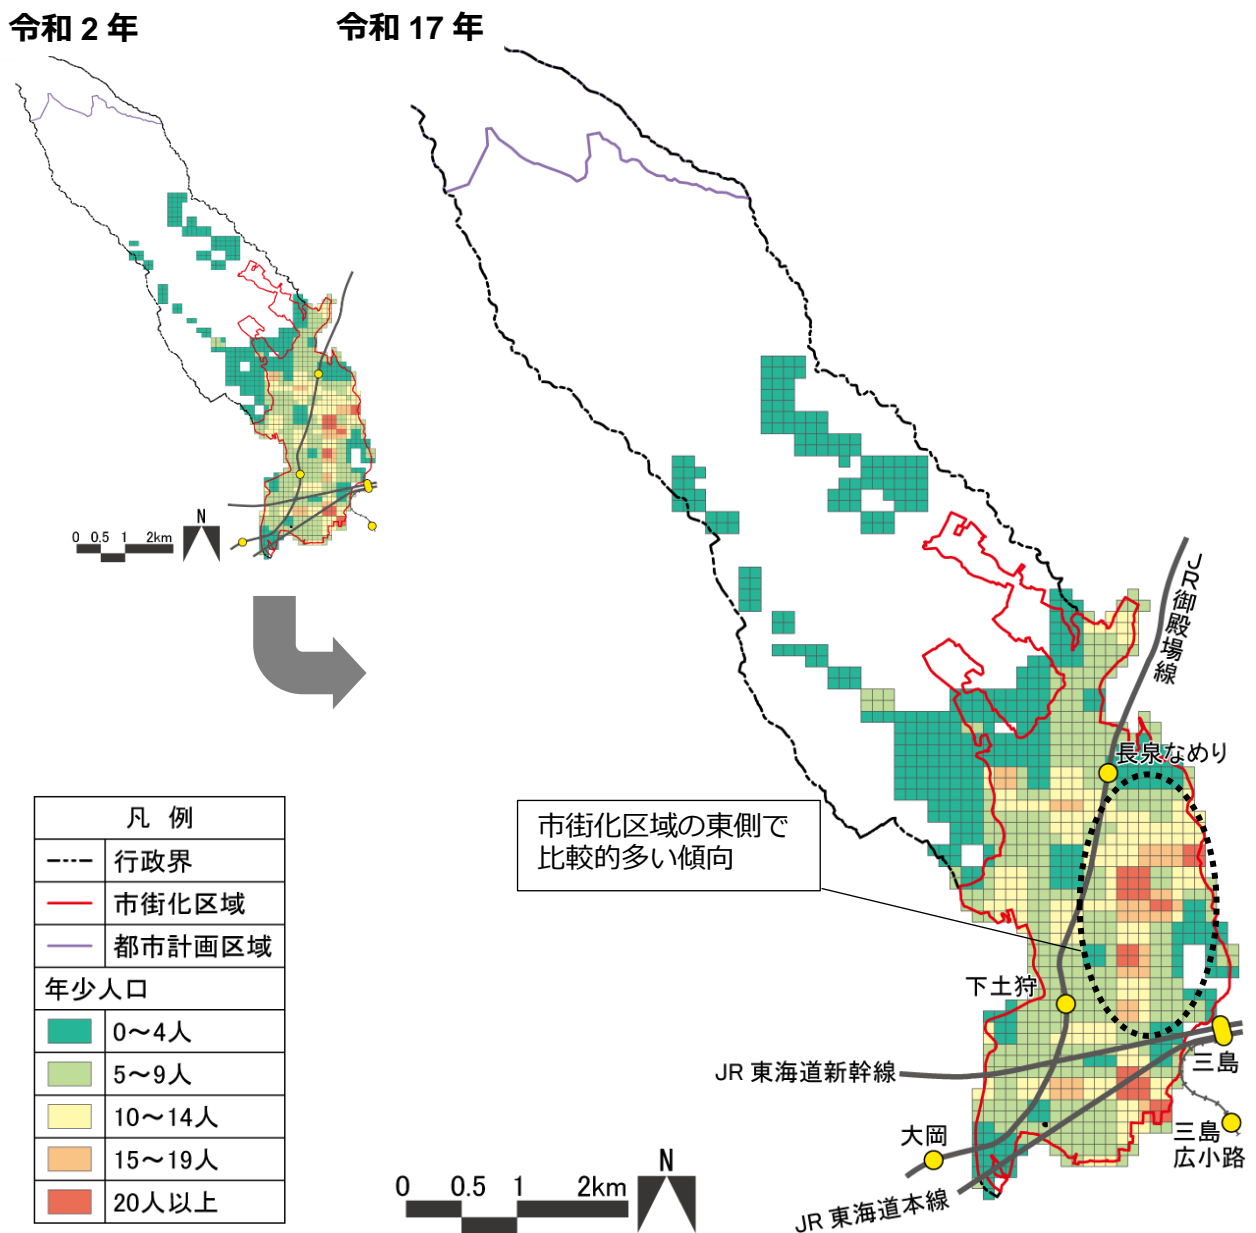 令和 2 年
令和 17 年
N
0 0.5 1 2km
凡 例
行政界
市街化区域
都市計画区域
年少人口
0～4人
5～9人
10～14人
15～19人
20人以上
市街化区域の東側で
比較的多い傾向
JR御殿場線
長泉なめり
下土狩
JR 東海道新幹線
三島
大岡
三島
広小路
JR 東海道本線
N
0 0.5 1 2km